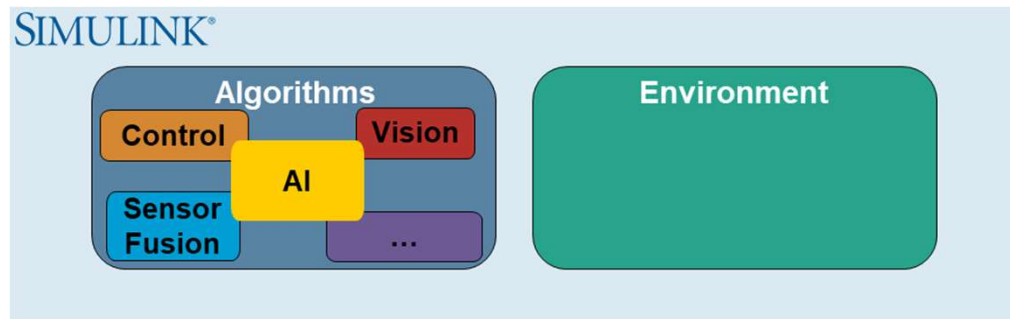 SIMULINK®
Algorithms
Control
Vision
AI
Sensor
Fusion
...
Environment